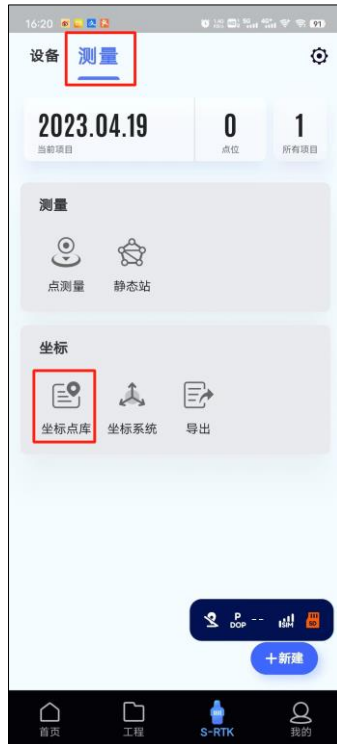 16:20 91
设备 测量
2023.04.19 0 1
当前项目 点位 所有项目
测量
点测量 静态站
坐标
坐标点库 坐标系统 导出
P
DOP -- ISIM SD
+新建
首页 工程 S-RTK 我的